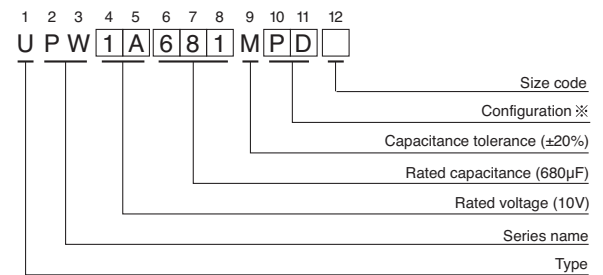 1 2 3 4 5 6 7 8 9 10 11 12
U P W 1 A 6 8 1 M P D
Size code
Configuration ※
Capacitance tolerance (±20%)
Rated capacitance (680µF)
Rated voltage (10V)
Series name
Type